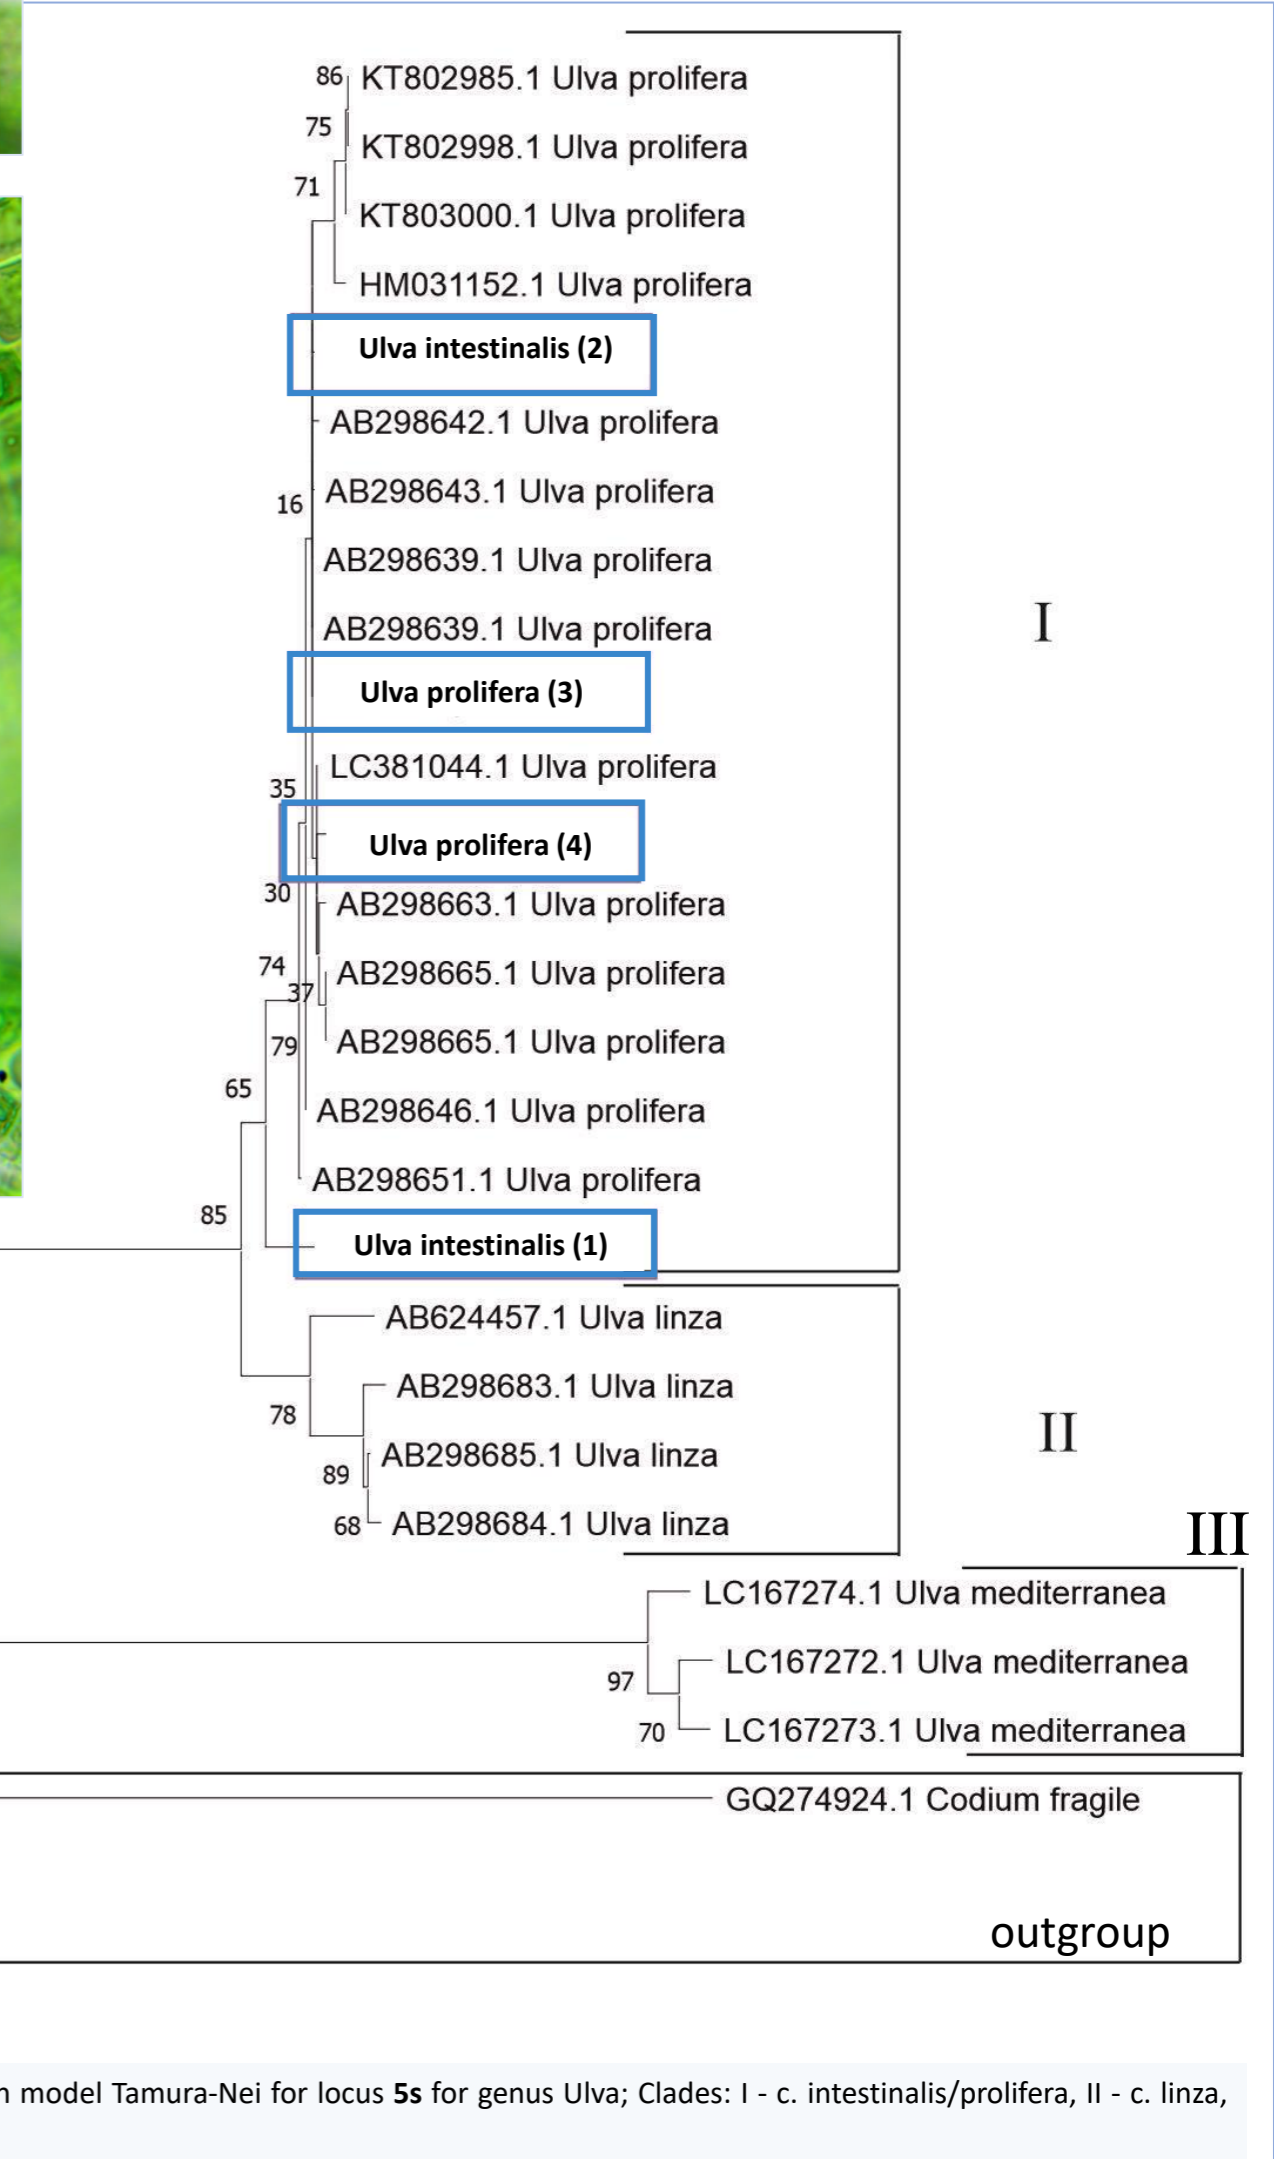 86 KT802985.1 Ulva prolifera
75
KT802998.1 Ulva prolifera
71
KT803000.1 Ulva prolifera
HM031152.1 Ulva prolifera
Ulva intestinalis (2)
AB298642.1 Ulva prolifera
16 AB298643.1 Ulva prolifera
AB298639.1 Ulva prolifera
AB298639.1 Ulva prolifera
Ulva prolifera (3)
LC381044.1 Ulva prolifera
35
Ulva prolifera (4)
30 AB298663.1 Ulva prolifera
74 AB298665.1 Ulva prolifera
37
79 AB298665.1 Ulva prolifera
65
AB298646.1 Ulva prolifera
AB298651.1 Ulva prolifera
85
Ulva intestinalis (1)
I
AB624457.1 Ulva linza
AB298683.1 Ulva linza
78
AB298685.1 Ulva linza
89
68 AB298684.1 Ulva linza
II
III
LC167274.1 Ulva mediterranea
LC167272.1 Ulva mediterranea
97
70 LC167273.1 Ulva mediterranea
GQ274924.1 Codium fragile
outgroup
model Tamura-Nei for locus 5s for genus Ulva; Clades: I - c. intestinalis/prolifera, II - c. linza,